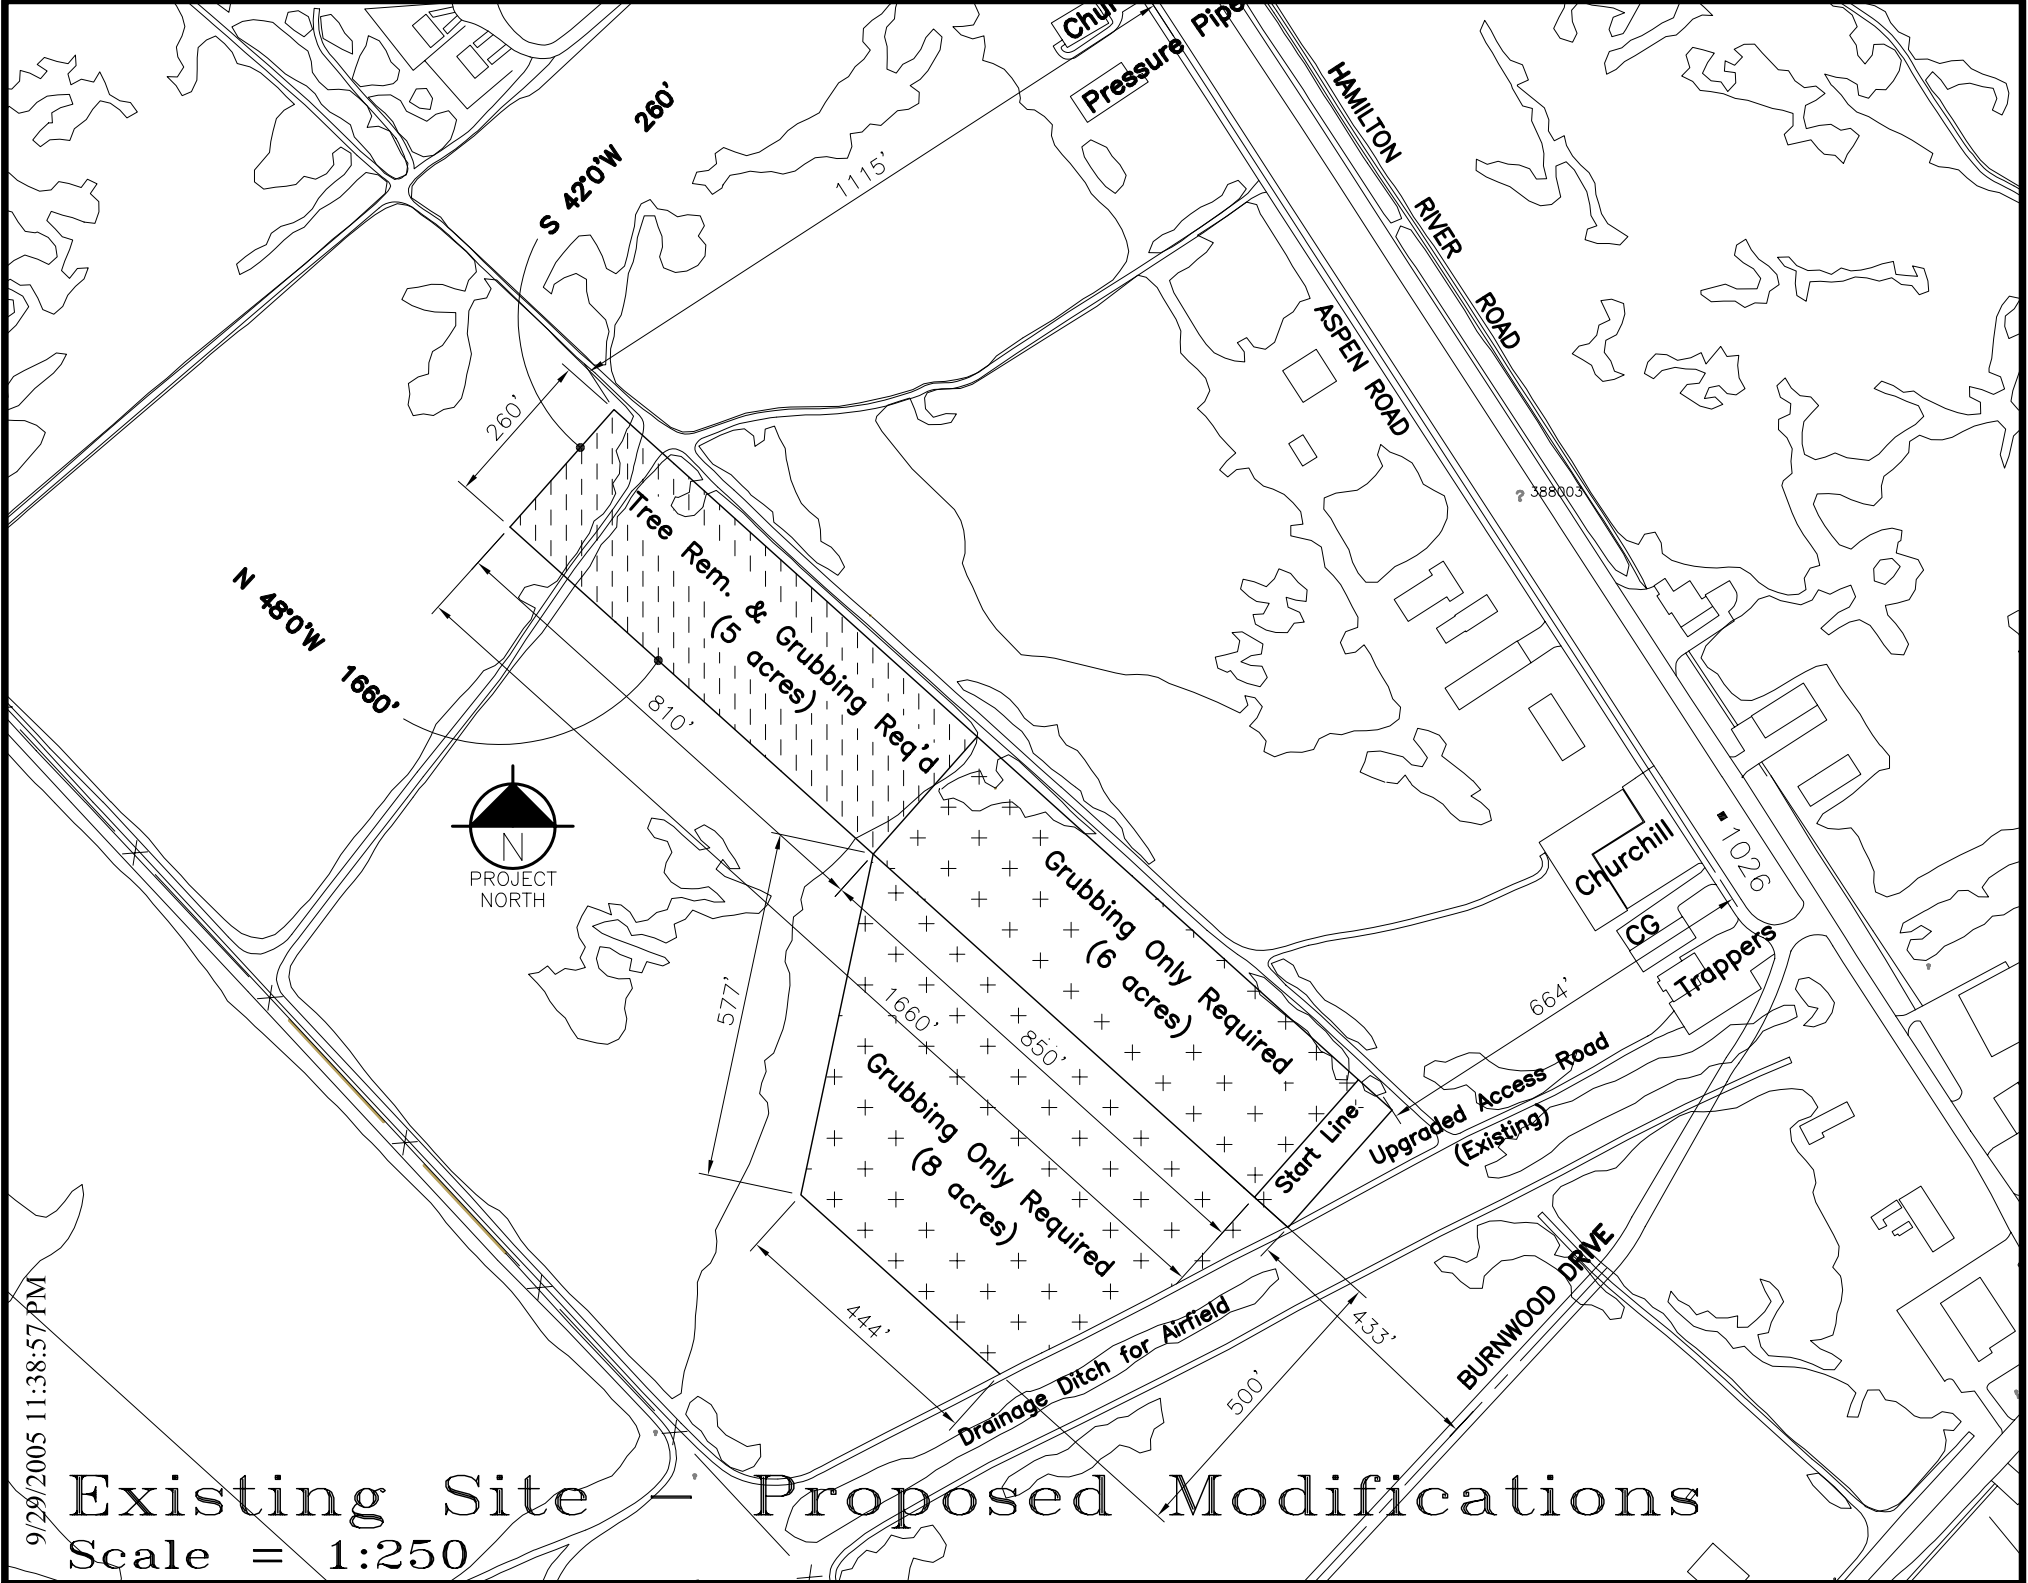 Chur
Pressure Pipe
HAMILTON RIVER ROAD
S 42°0'W 260'
1115'
ASPEN ROAD
260'
388003
Tree Rem. & Grubbing Req'd
(5 acres)
N 48°0'W 1660'
810'
N
PROJECT
NORTH
1026
Churchill
CG
Trappers
Grubbing Only Required
(6 acres)
577'
1660'
850'
664'
Grubbing Only Required
(8 acres)
Start Line
Upgraded Access Road
(Existing)
BURNWOOD DRIVE
444'
433'
500'
Drainage Ditch for Airfield
9/29/2005 11:38:57 PM
Existing Site - Proposed Modifications
Scale = 1:250